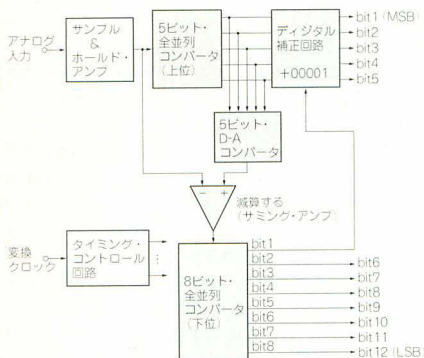 アナログ
入力
サンプル
&
ホールド・
アンプ
5ビット・
全並列
コンバータ
(上位)
ディジタル
補正回路
+00001
bit1(MSB)
bit2
bit3
bit4
bit5
5ビット・
D-A
コンバータ
− +
減算する
(サミング・アンプ)
変換
クロック
タイミング・
コントロール
回路
8ビット・
全並列
コンバータ
(下位)
bit1
bit2
bit3
bit4
bit5
bit6
bit7
bit8
bit6
bit7
bit8
bit9
bit10
bit11
bit12(LSB)